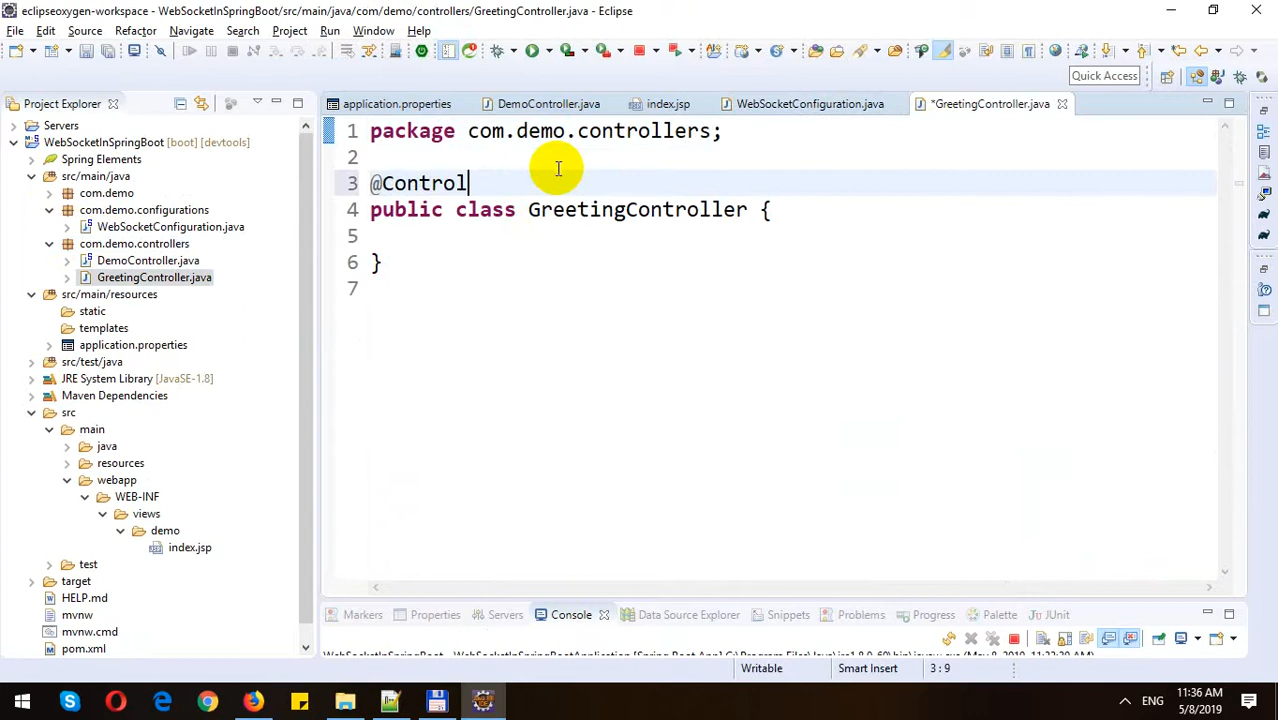 eclipseoxygen-workspace - WebSocketInSpringBoot/src/main/java/com/demo/controllers/GreetingController.java - Eclipse
File Edit Source Refactor Navigate Search Project Run Window Help
Quick Access
Project Explorer
application.properties DemoController.java index.jsp WebSocketConfiguration.java *GreetingController.java
Servers
WebSocketInSpringBoot [boot] [devtools]
Spring Elements
src/main/java
com.demo
com.demo.configurations
WebSocketConfiguration.java
com.demo.controllers
DemoController.java
GreetingController.java
src/main/resources
static
templates
application.properties
src/test/java
JRE System Library [JavaSE-1.8]
Maven Dependencies
src
main
java
resources
webapp
WEB-INF
views
demo
index.jsp
test
target
HELP.md
mvnw
mvnw.cmd
pom.xml
1 package com.demo.controllers;
2
3 @Control
4 public class GreetingController {
5
6 }
7
Markers Properties Servers Console Data Source Explorer Snippets Problems Progress Palette JUnit
Writable Smart Insert 3 : 9
ENG
11:36 AM
5/8/2019